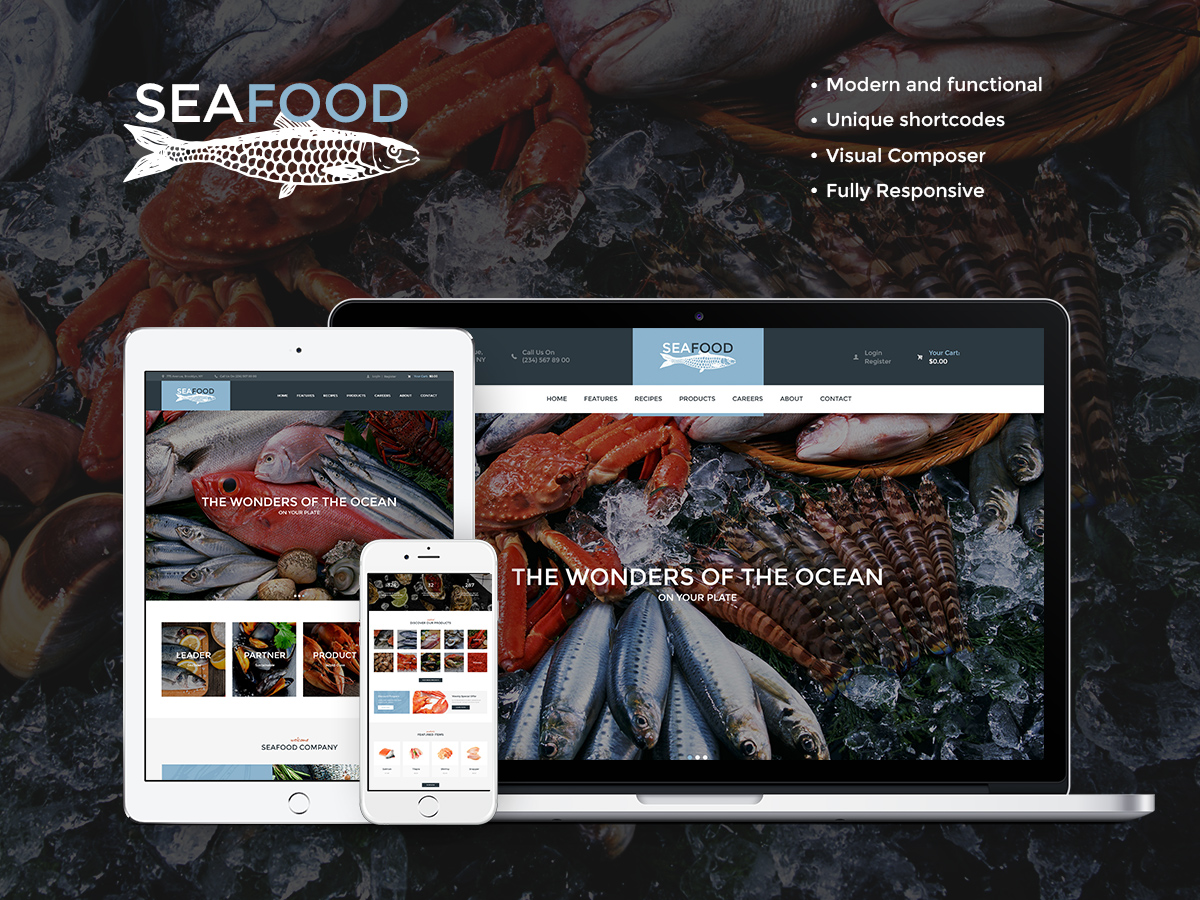 SEAFOOD
• Modern and functional
• Unique shortcodes
• Visual Composer
• Fully Responsive
NY
Call Us On
(234) 567 89 00
SEAFOOD
Login
Register
Your Cart:
$0.00
HOME FEATURES RECIPES PRODUCTS CAREERS ABOUT CONTACT
THE WONDERS OF THE OCEAN
ON YOUR PLATE
SEAFOOD
HOME FEATURES RECIPES PRODUCTS CAREERS ABOUT CONTACT
THE WONDERS OF THE OCEAN
ON YOUR PLATE
LEADER PARTNER PRODUCT
welcome
SEAFOOD COMPANY
287
DISCOVER OUR PRODUCTS